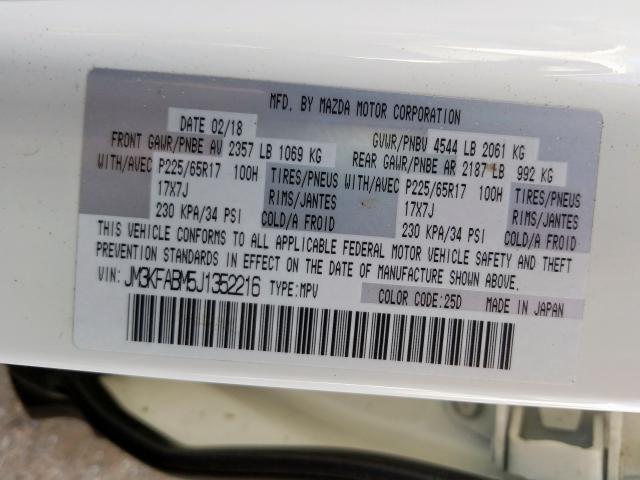 MFD. BY MAZDA MOTOR CORPORATION
DATE 02/18 GVWR/PNBV 4544 LB 2061 KG
FRONT GAWR/PNBE AV 2357 LB 1069 KG REAR GAWR/PNBE AR 2187 LB 992 KG
WITH/AVEC P225/65R17 100H TIRES/PNEUS WITH/AVEC P225/65R17 100H TIRES/PNEUS
17X7J RIMS/JANTES 17X7J RIMS/JANTES
230 KPA/34 PSI COLD/A FROID 230 KPA/34 PSI COLD/A FROID
THIS VEHICLE CONFORMS TO ALL APPLICABLE FEDERAL MOTOR VEHICLE SAFETY AND THEFT
PREVENTION STANDARDS IN EFFECT ON THE DATE OF MANUFACTURE SHOWN ABOVE.
VIN: JM3KFABM5J1352216 TYPE:MPV COLOR CODE:25D MADE IN JAPAN